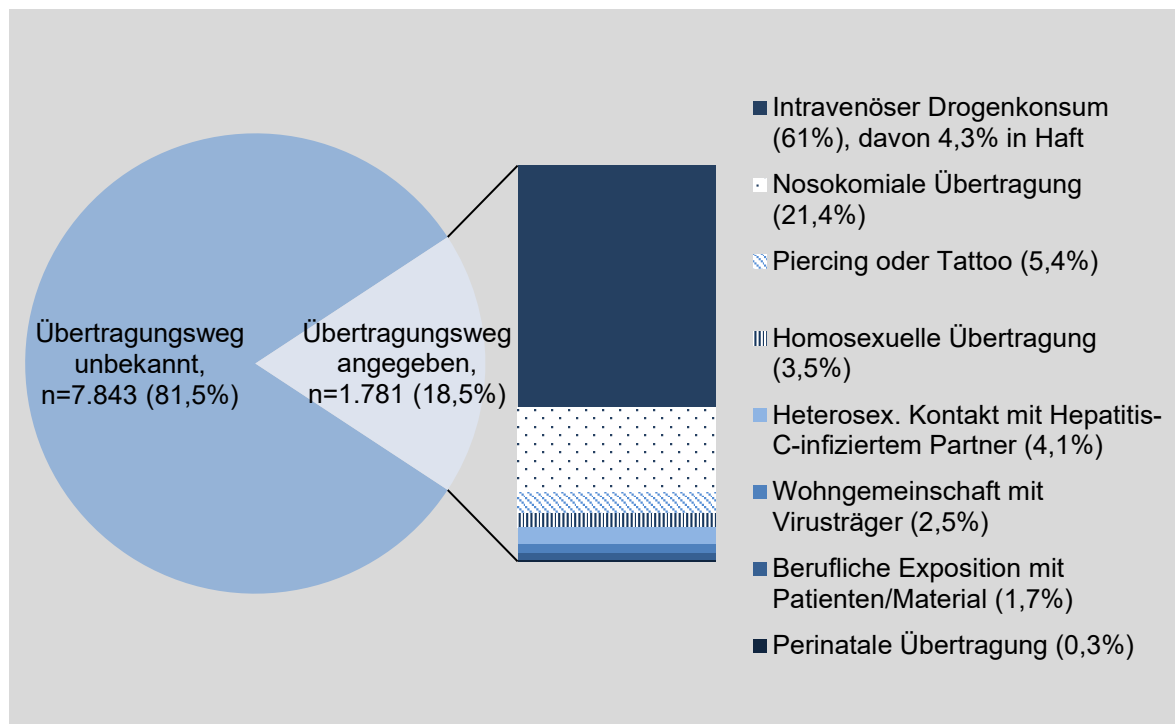 Übertragungsweg
unbekannt,
n=7.843 (81,5%)
Übertragungsweg
angegeben,
n=1.781 (18,5%)
Intravenöser Drogenkonsum
(61%), davon 4,3% in Haft
Nosokomiale Übertragung
(21,4%)
Piercing oder Tattoo (5,4%)
Homosexuelle Übertragung
(3,5%)
Heterosex. Kontakt mit Hepatitis-
C-infiziertem Partner (4,1%)
Wohngemeinschaft mit
Virusträger (2,5%)
Berufliche Exposition mit
Patienten/Material (1,7%)
Perinatale Übertragung (0,3%)